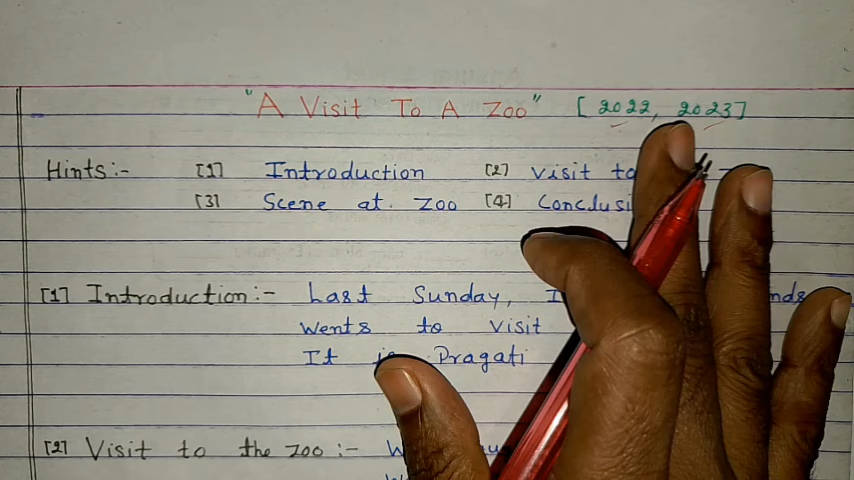 "A Visit To A Zoo" [2022, 2023]
Hints:- [1] Introduction [2] visit to
[3] Scene at. Zoo [4]
[1] Introduction:- Last Sunday, I
Wents to visit
It is Pragati
[2] Visit to the zoo :-